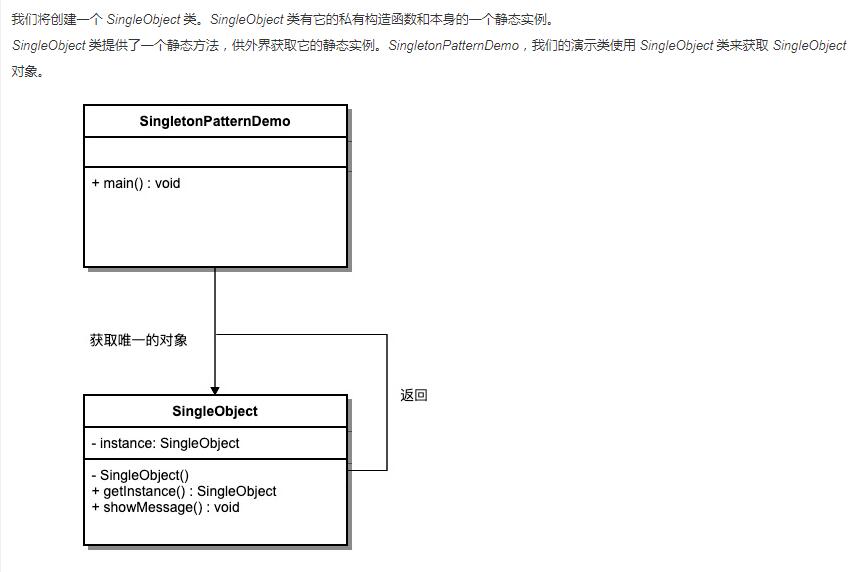 我们将创建一个 SingleObject 类。SingleObject 类有它的私有构造函数和本身的一个静态实例。
SingleObject 类提供了一个静态方法，供外界获取它的静态实例。SingletonPatternDemo，我们的演示类使用 SingleObject 类来获取 SingleObject
对象。
SingletonPatternDemo
+ main() : void
获取唯一的对象
返回
SingleObject
- instance: SingleObject
- SingleObject()
+ getInstance() : SingleObject
+ showMessage() : void